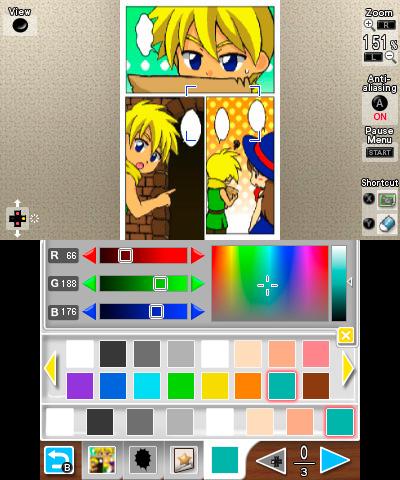 View
Zoom
R
151%
L
Anti-
aliasing
A
ON
Pause
Menu
START
Shortcut
X
Y
?
R 66
G 188
B 176
B
0
3